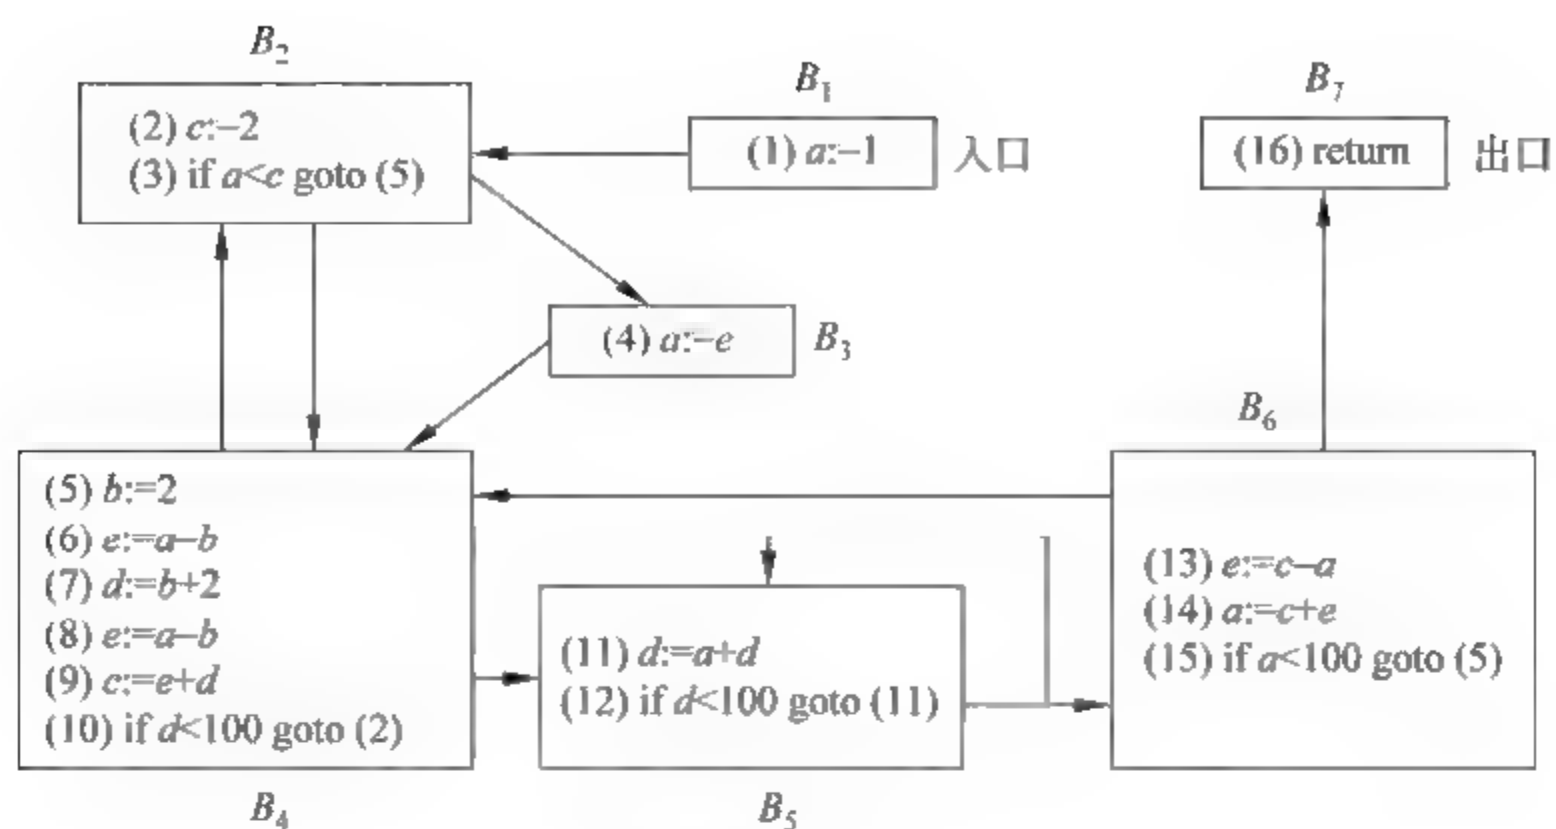 B₂
(2) c:=2
(3) if a<c goto (5)
B₁
(1) a:=1 入口
B₇
(16) return 出口
(4) a:=e B₃
B₆
(5) b:=2
(6) e:=a-b
(7) d:=b+2
(8) e:=a-b
(9) c:=e+d
(10) if d<100 goto (2)
B₄
(11) d:=a+d
(12) if d<100 goto (11)
B₅
(13) e:=c-a
(14) a:=c+e
(15) if a<100 goto (5)